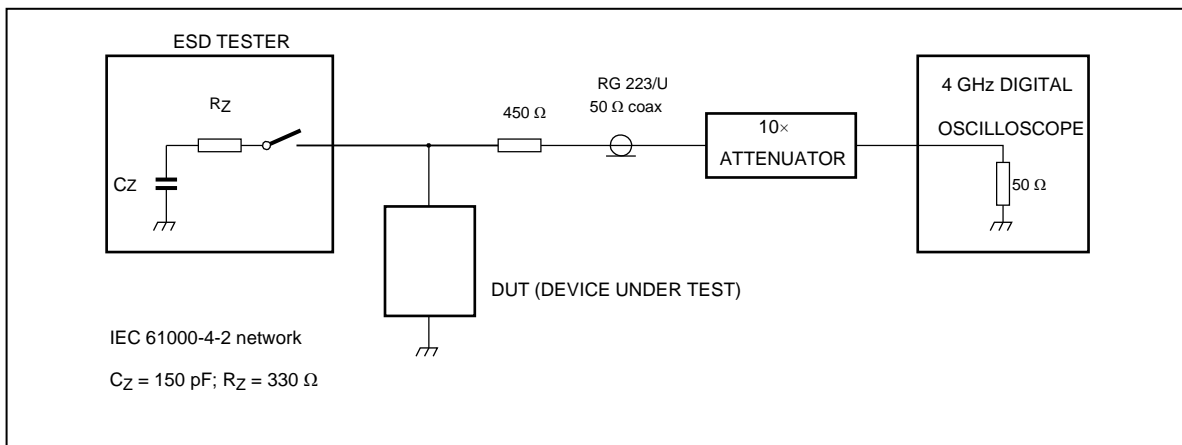 ESD TESTER
RZ
CZ
450 Ω
RG 223/U
50 Ω coax
10×
ATTENUATOR
4 GHz DIGITAL
OSCILLOSCOPE
50 Ω
DUT (DEVICE UNDER TEST)
IEC 61000-4-2 network
CZ = 150 pF; RZ = 330 Ω